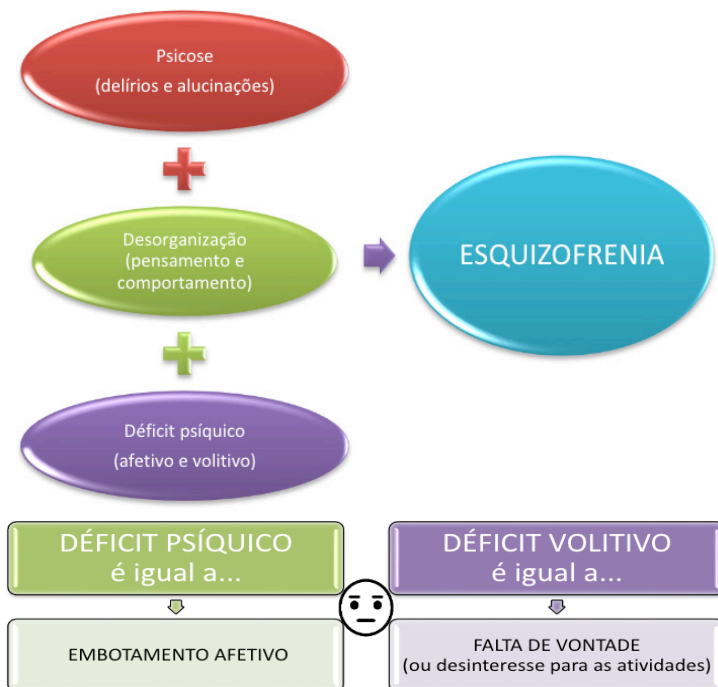 Psicose
(delírios e alucinações)
Desorganização
(pensamento e
comportamento)
ESQUIZOFRENIA
Déficit psíquico
(afetivo e volitivo)
DÉFICIT PSÍQUICO
é igual a...
EMBOTAMENTO AFETIVO
DÉFICIT VOLITIVO
é igual a...
FALTA DE VONTADE
(ou desinteresse para as atividades)